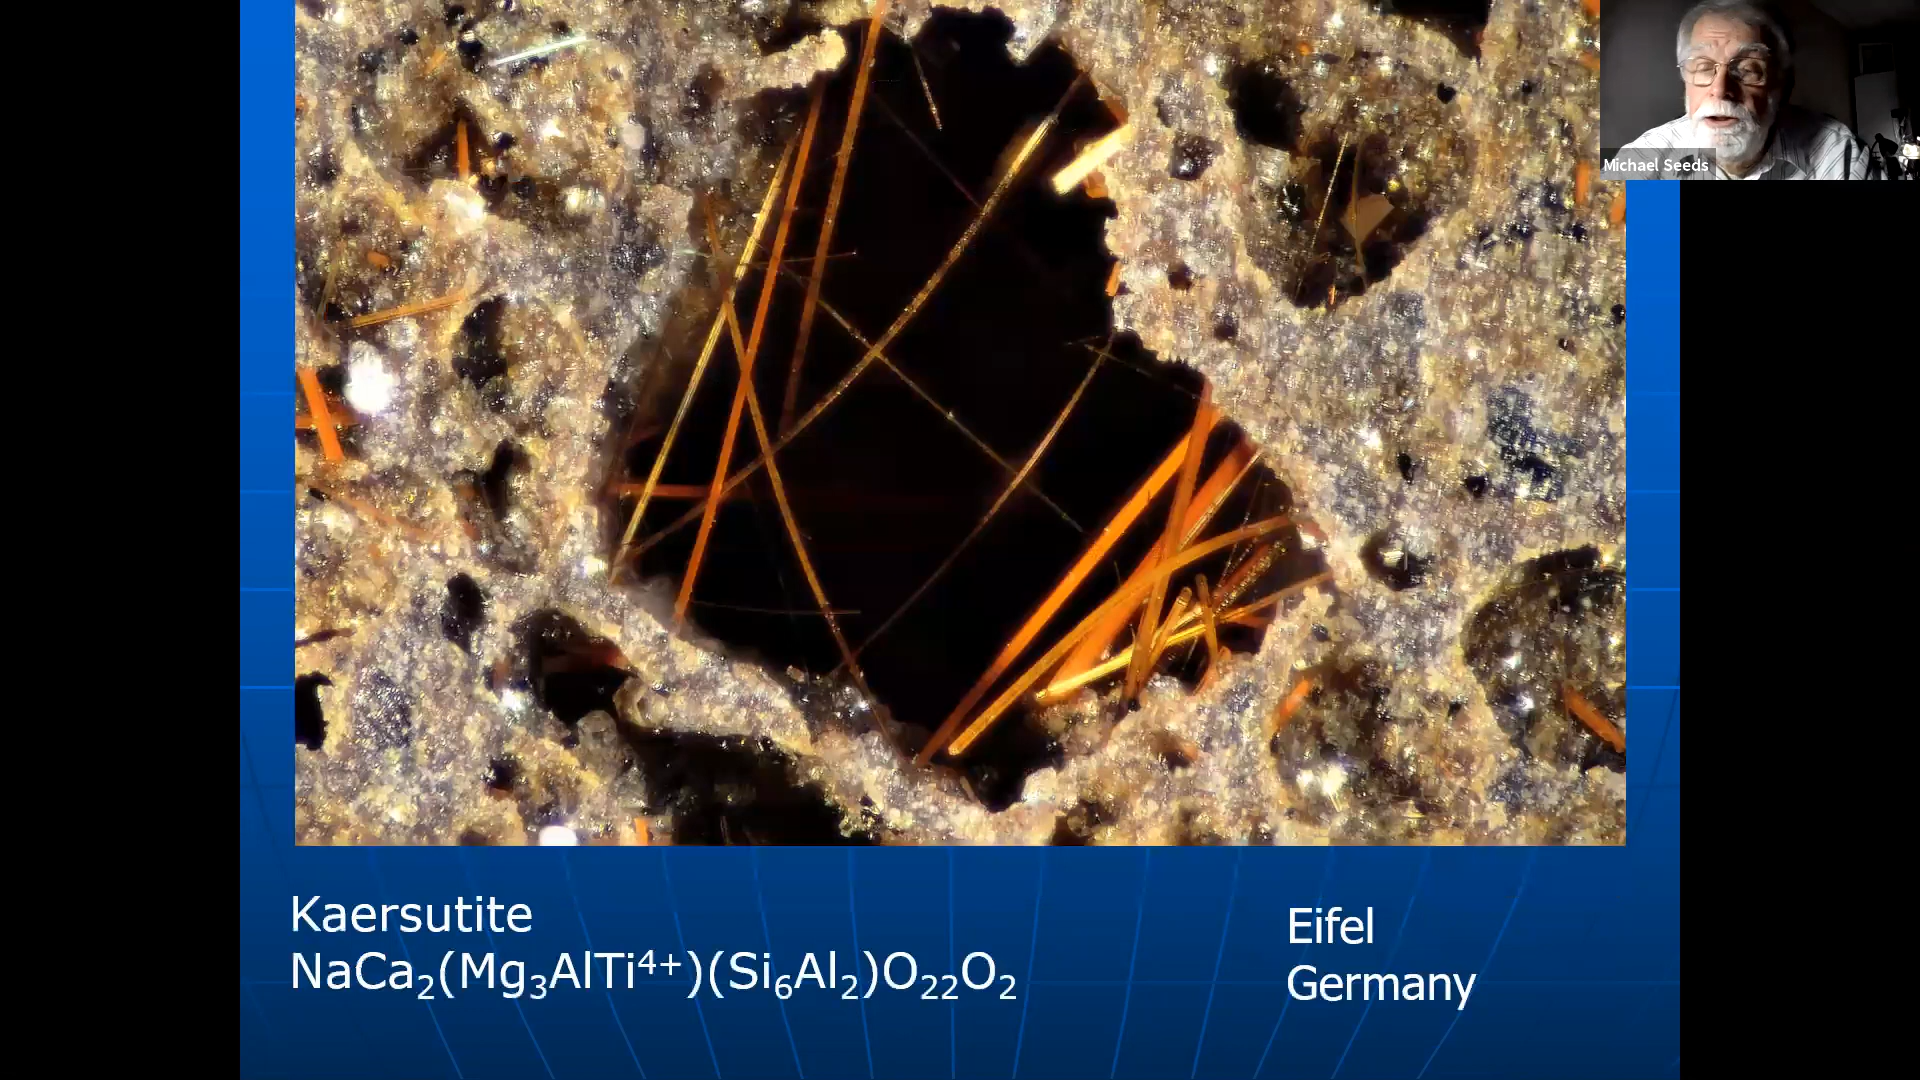 Michael Seeds
Kaersutite
NaCa₂(Mg₃AlTi⁴⁺)(Si₆Al₂)O₂₂O₂
Eifel
Germany